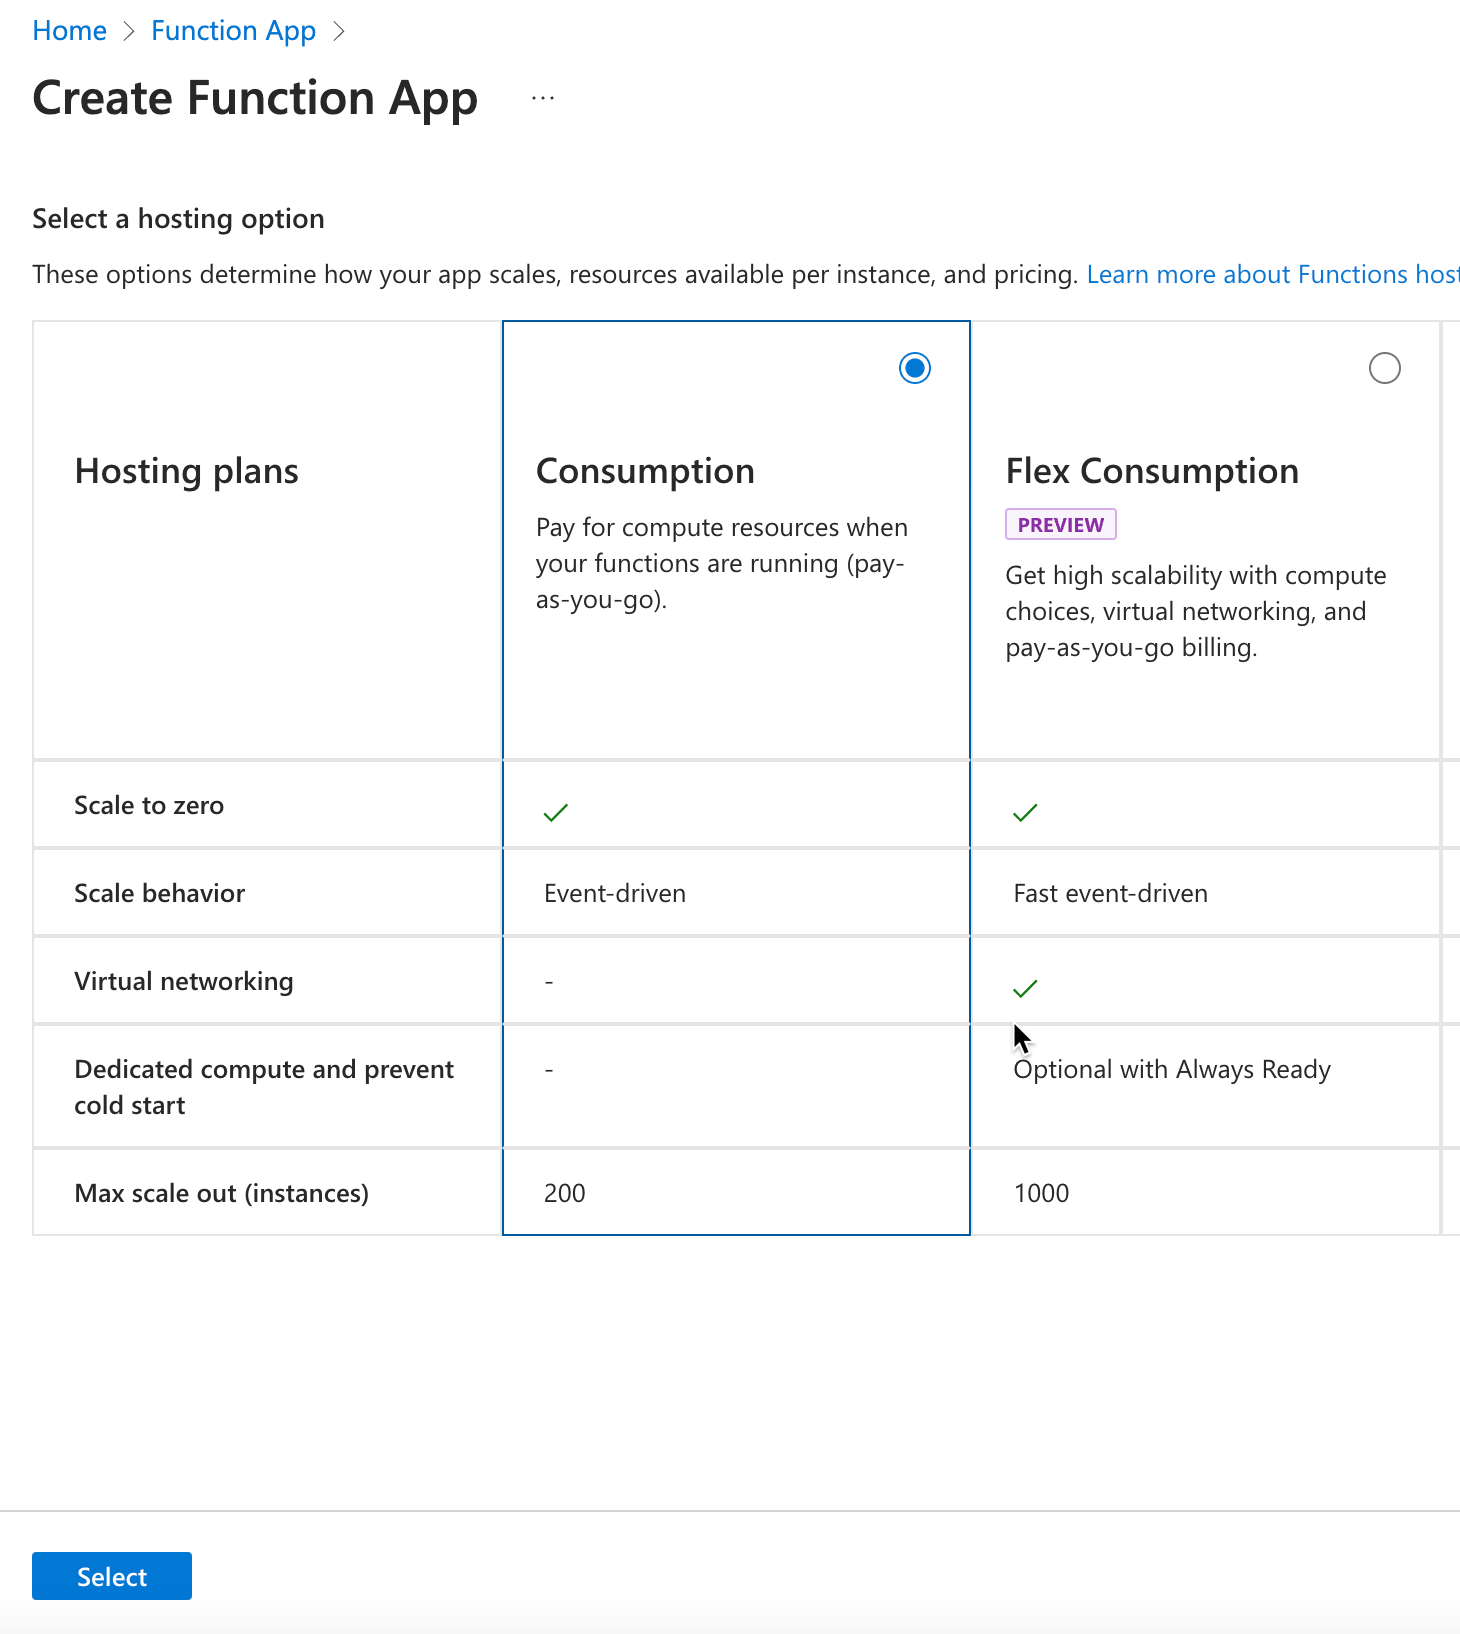 Home > Function App >
Create Function App ...
Select a hosting option
These options determine how your app scales, resources available per instance, and pricing. Learn more about Functions host
Hosting plans
Consumption
Pay for compute resources when
your functions are running (pay-
as-you-go).
Flex Consumption
PREVIEW
Get high scalability with compute
choices, virtual networking, and
pay-as-you-go billing.
Scale to zero
Scale behavior Event-driven Fast event-driven
Virtual networking -
Dedicated compute and prevent
cold start
-
Optional with Always Ready
Max scale out (instances) 200 1000
Select